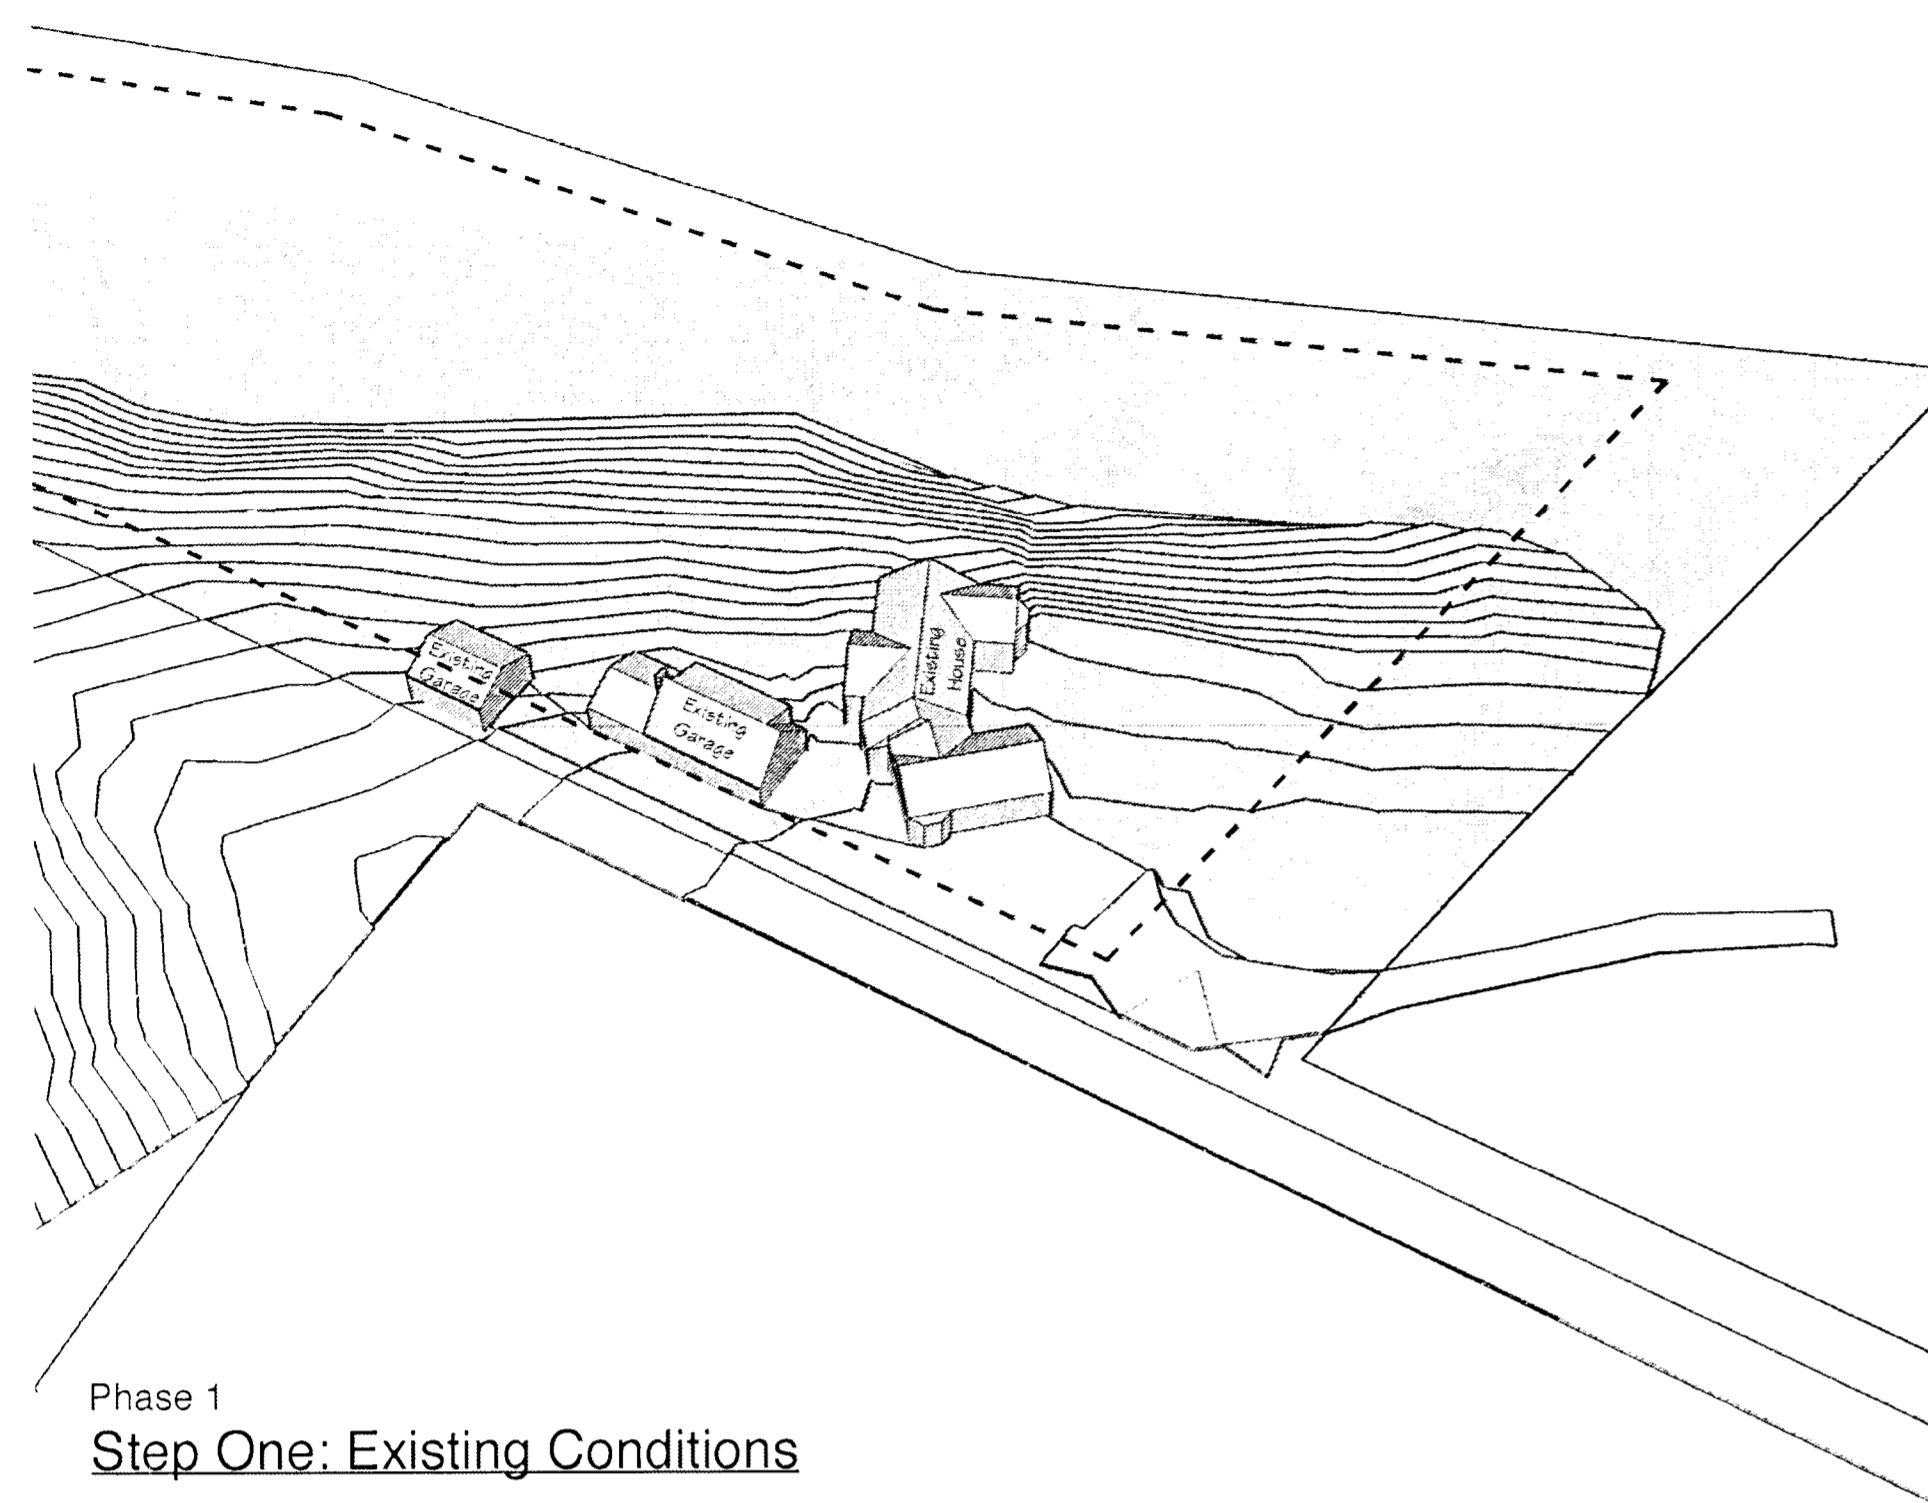 Existing
Garage
Existing
Garage
Existing
House
Phase 1
Step One: Existing Conditions